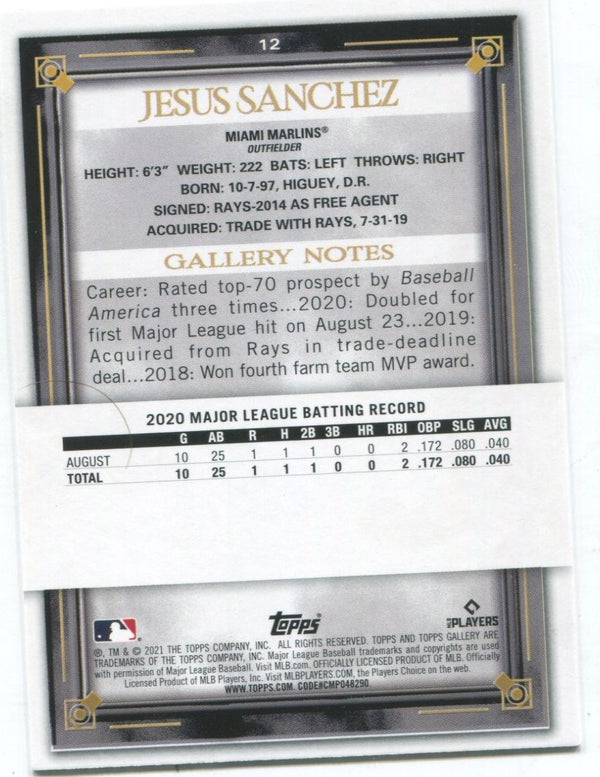 12
JESUS SANCHEZ
MIAMI MARLINS®
OUTFIELDER
HEIGHT: 6'3" WEIGHT: 222 BATS: LEFT THROWS: RIGHT
BORN: 10-7-97, HIGUEY, D.R.
SIGNED: RAYS-2014 AS FREE AGENT
ACQUIRED: TRADE WITH RAYS, 7-31-19
GALLERY NOTES
Career: Rated top-70 prospect by Baseball
America three times...2020: Doubled for
first Major League hit on August 23...2019:
Acquired from Rays in trade-deadline
deal...2018: Won fourth farm team MVP award.
2020 MAJOR LEAGUE BATTING RECORD
G AB R H 2B 3B HR RBI OBP SLG AVG
AUGUST 10 25 1 1 1 0 0 2 .172 .080 .040
TOTAL 10 25 1 1 1 0 0 2 .172 .080 .040
Topps
MLB PLAYERS
®, TM & © 2021 THE TOPPS COMPANY, INC. ALL RIGHTS RESERVED. TOPPS AND TOPPS GALLERY ARE
TRADEMARKS OF THE TOPPS COMPANY, INC. Major League Baseball trademarks and copyrights are used
with permission of Major League Baseball. Visit MLB.com. OFFICIALLY LICENSED PRODUCT OF MLB. Officially
Licensed Product of MLB Players, Inc. Visit MLBPLAYERS.COM, the Players Choice on the web.
WWW.TOPPS.COM. CODE#CMP048290